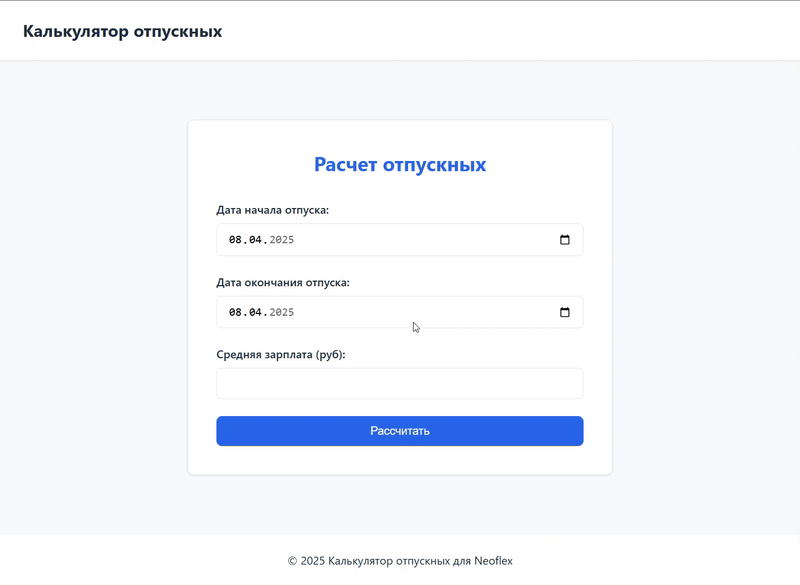 Калькулятор отпускных
Расчет отпускных
Дата начала отпуска:
08.04.2025
Дата окончания отпуска:
08.04.2025
Средняя зарплата (руб):
Рассчитать
© 2025 Калькулятор отпускных для Neoflex